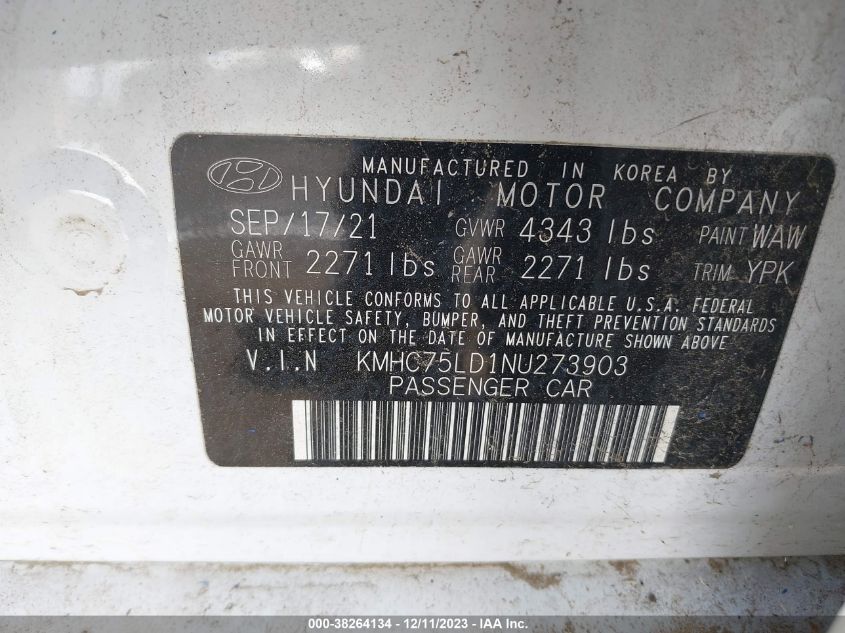 MANUFACTURED IN KOREA BY
HYUNDAI MOTOR COMPANY
SEP/17/21 GVWR 4343 lbs PAINT WAW
GAWR FRONT 2271 lbs GAWR REAR 2271 lbs TRIM YPK
THIS VEHICLE CONFORMS TO ALL APPLICABLE U.S.A. FEDERAL
MOTOR VEHICLE SAFETY, BUMPER, AND THEFT PREVENTION STANDARDS
IN EFFECT ON THE DATE OF MANUFACTURE SHOWN ABOVE.
V.I.N KMHC75LD1NU273903
PASSENGER CAR
000-38264134 - 12/11/2023 - IAA Inc.